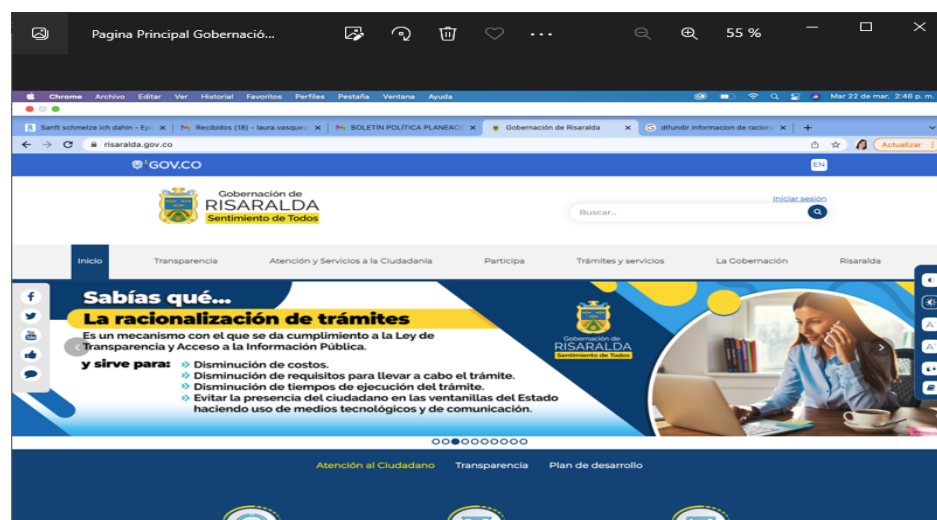 Pagina Principal Gobernació...
55 %
Chrome Archivo Editar Ver Historial Favoritos Perfiles Pestaña Ventana Ayuda
Mar 22 de mar. 2:46 p. m.
Sanft schmelze ich dahin - Ep
Recibidos (16) - laura.vasquez
BOLETÍN POLÍTICA PLANEACI
Gobernación de Risaralda
difundir informacion de racion
risaralda.gov.co
Actualizar
GOV.CO
EN
Gobernación de
RISARALDA
Sentimiento de Todos
Iniciar sesión
Buscar...
Inicio Transparencia Atención y Servicios a la Ciudadanía Participa Trámites y servicios La Gobernación Risaralda
Sabías qué...
La racionalización de trámites
Es un mecanismo con el que se da cumplimiento a la Ley de
Transparencia y Acceso a la Información Pública.
y sirve para:
Disminución de costos.
Disminución de requisitos para llevar a cabo el trámite.
Disminución de tiempos de ejecución del trámite.
Evitar la presencia del ciudadano en las ventanillas del Estado
haciendo uso de medios tecnológicos y de comunicación.
Gobernación de
RISARALDA
Sentimiento de Todos
Atención al Ciudadano Transparencia Plan de desarrollo